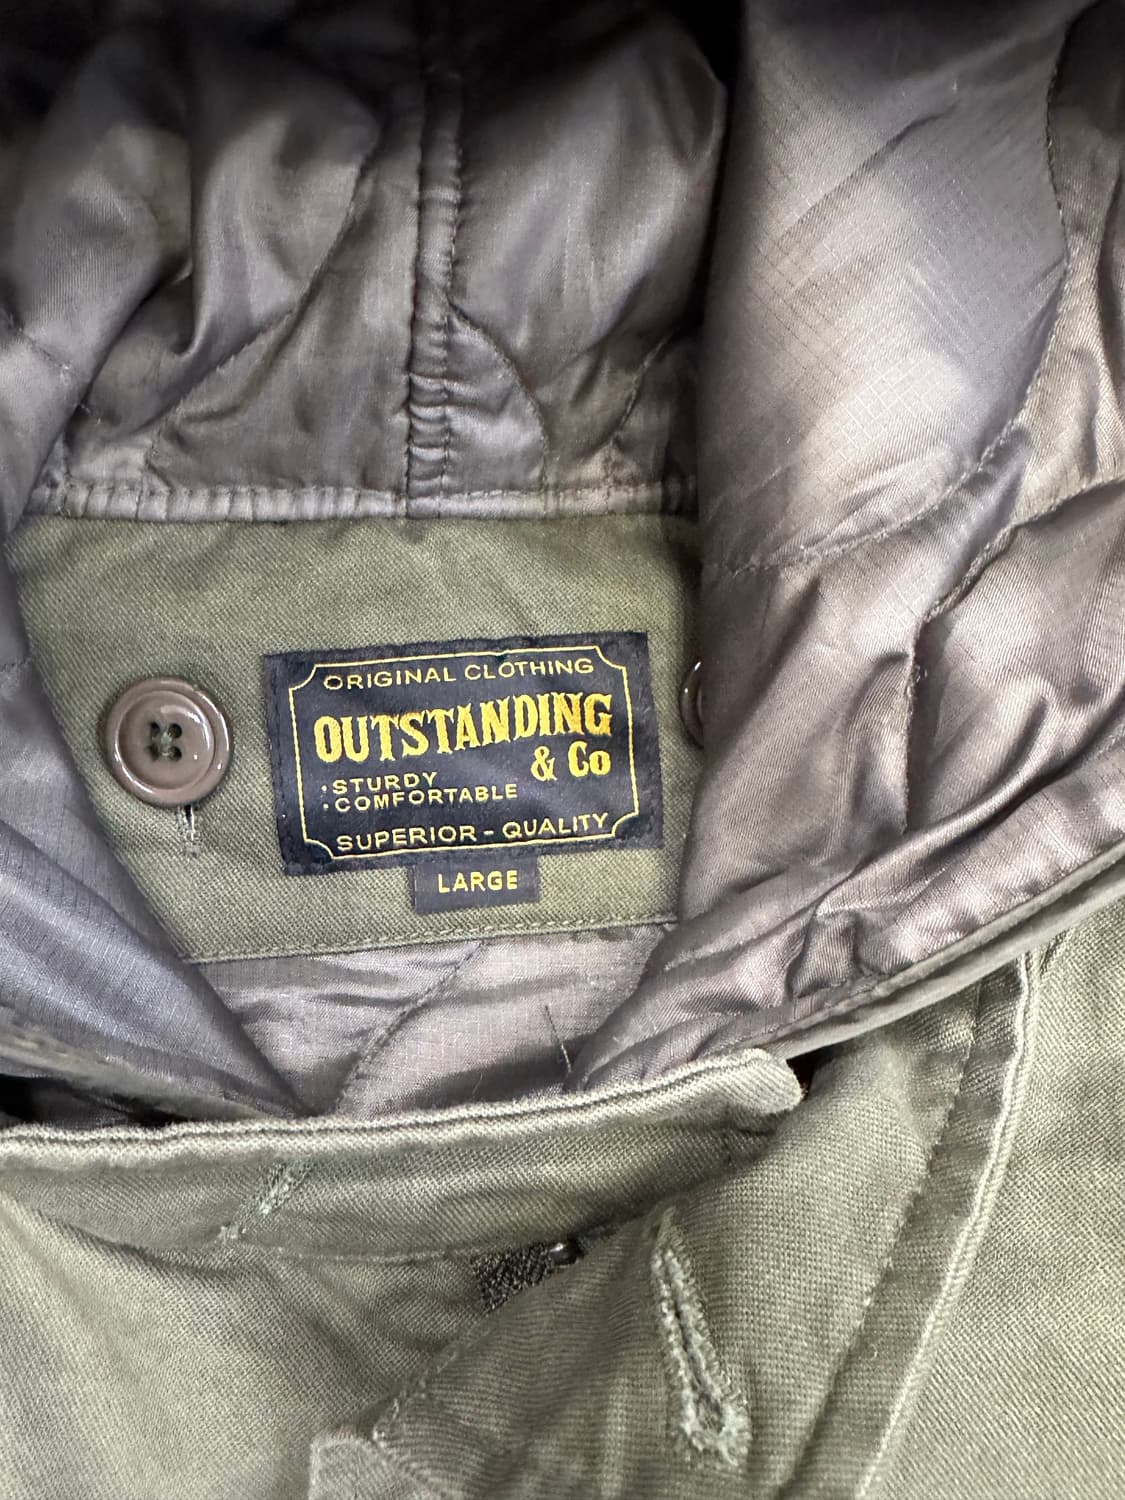 ORIGINAL CLOTHING
OUTSTANDING
& Co
· STURDY
· COMFORTABLE
SUPERIOR - QUALITY
LARGE